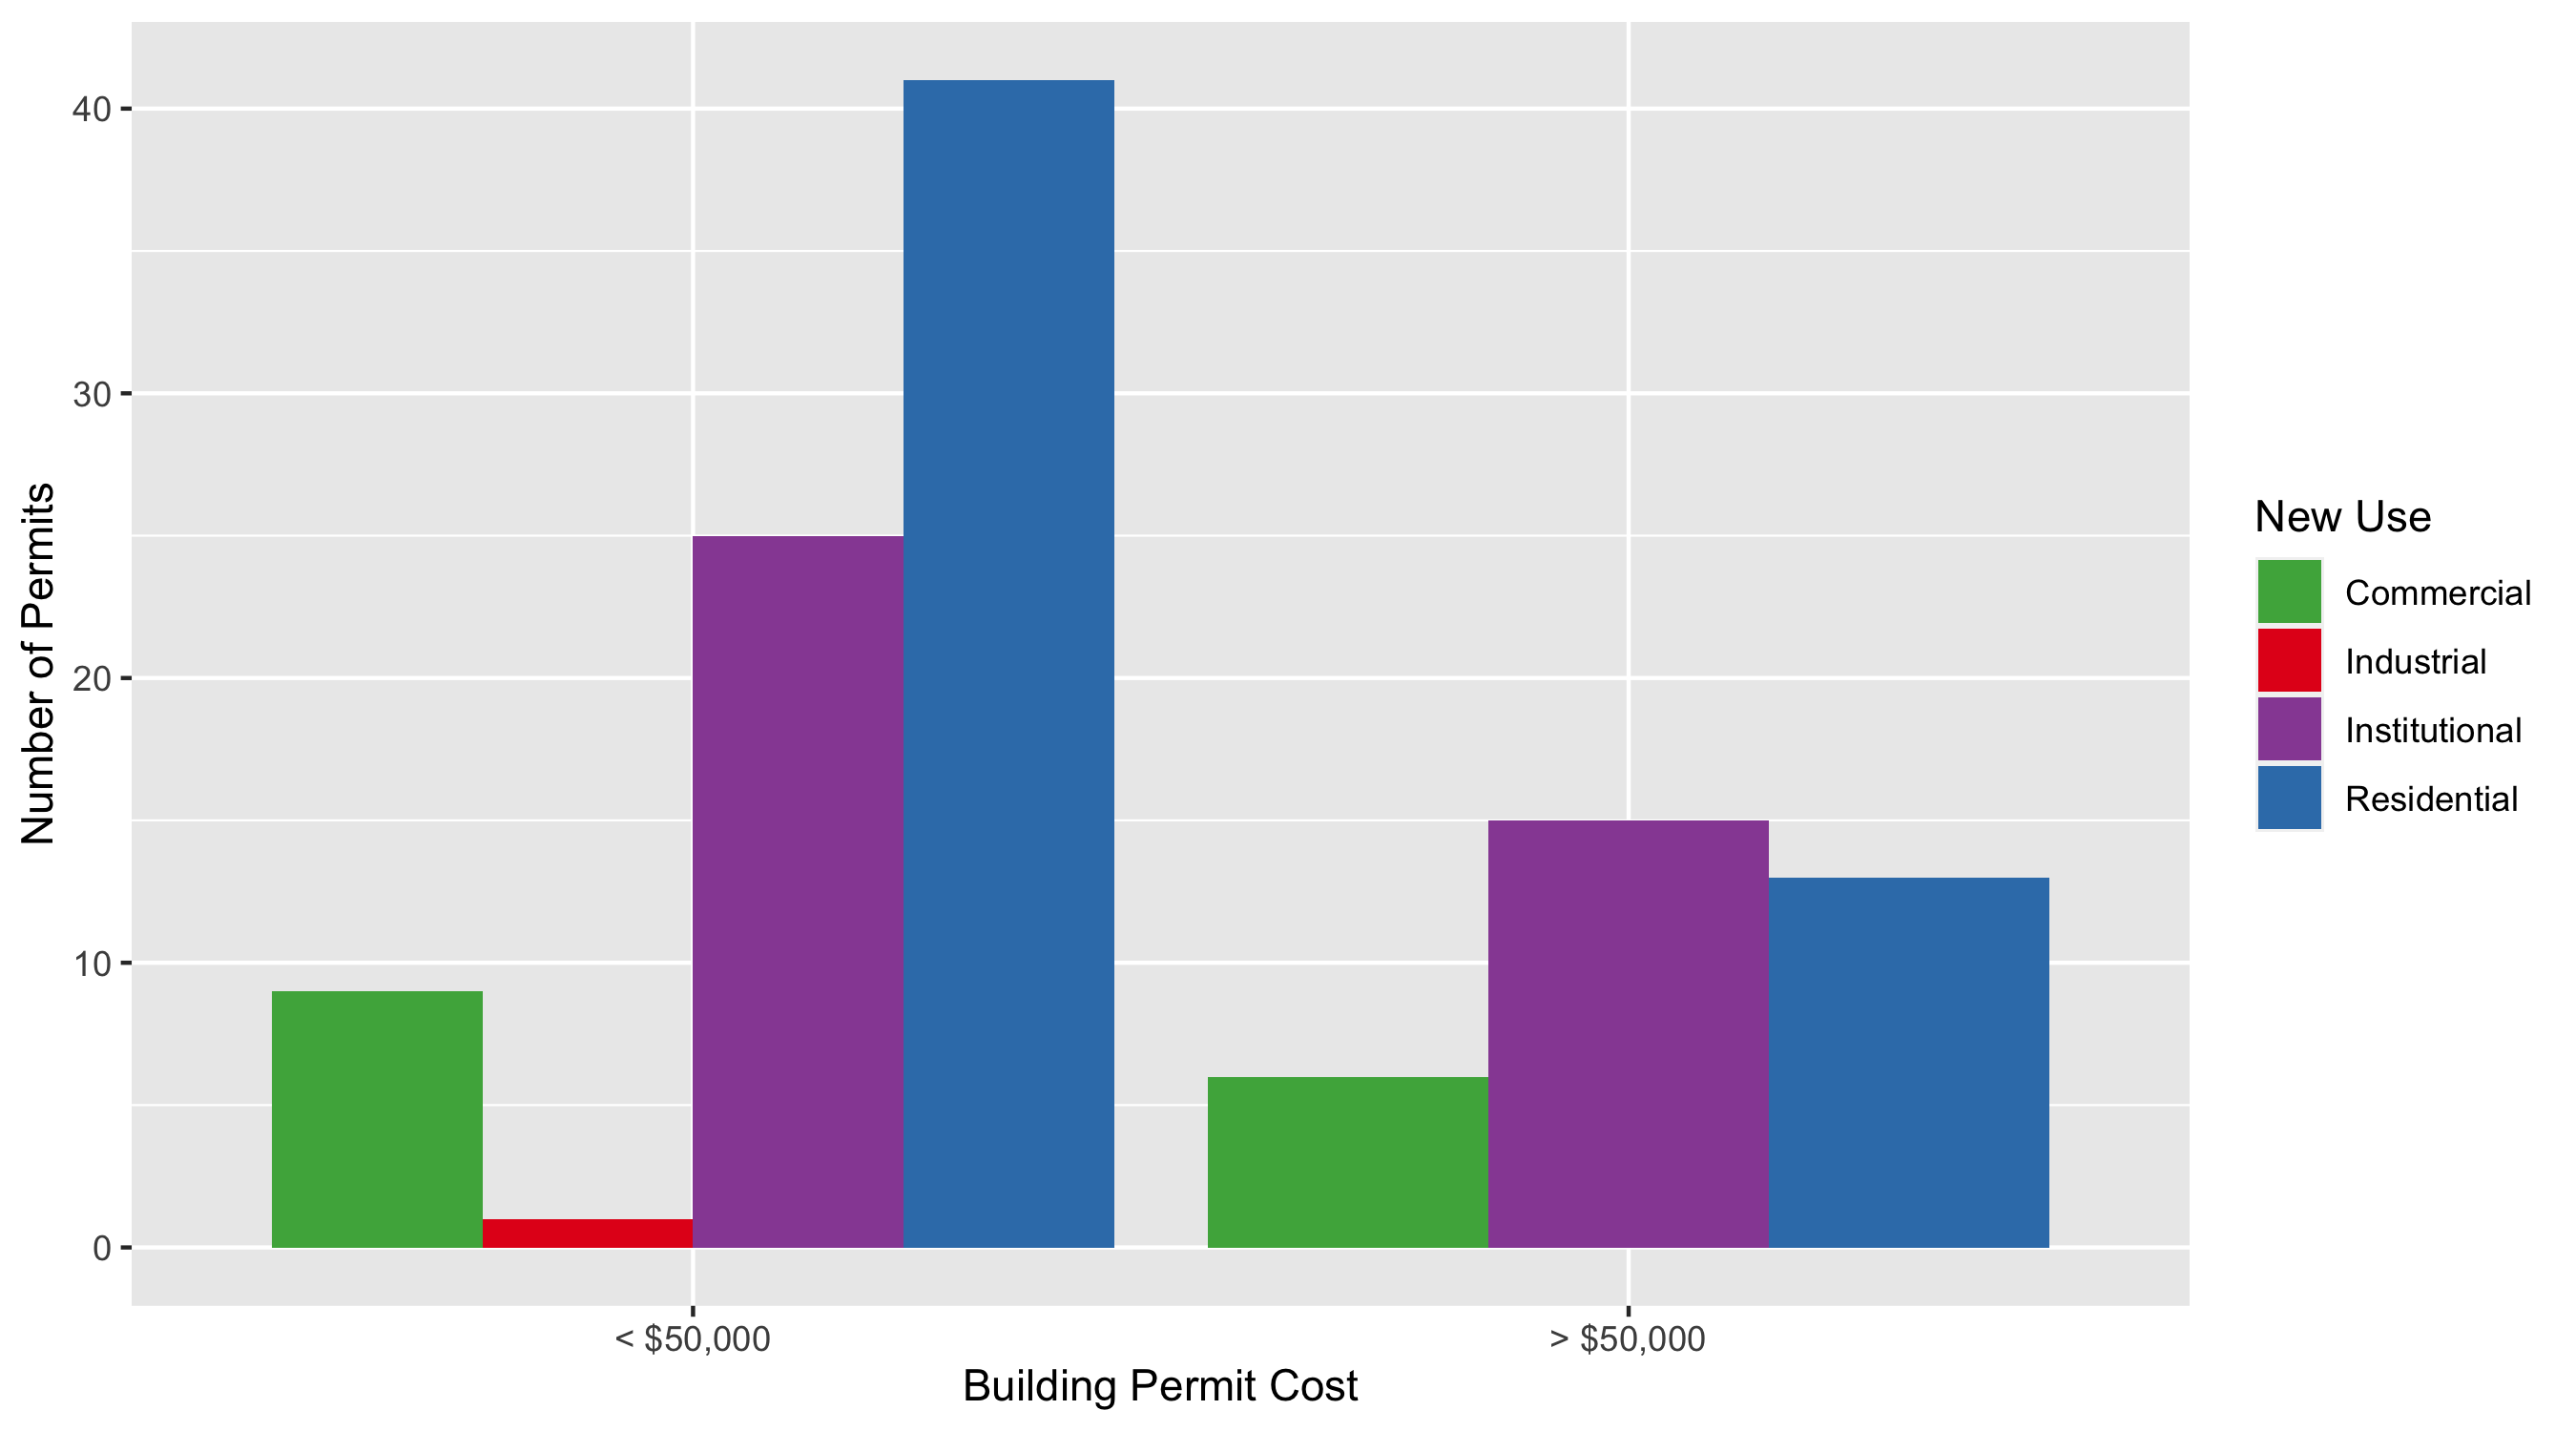 40
30
20
10
0
Number of Permits
< $50,000
> $50,000
Building Permit Cost
New Use
Commercial
Industrial
Institutional
Residential